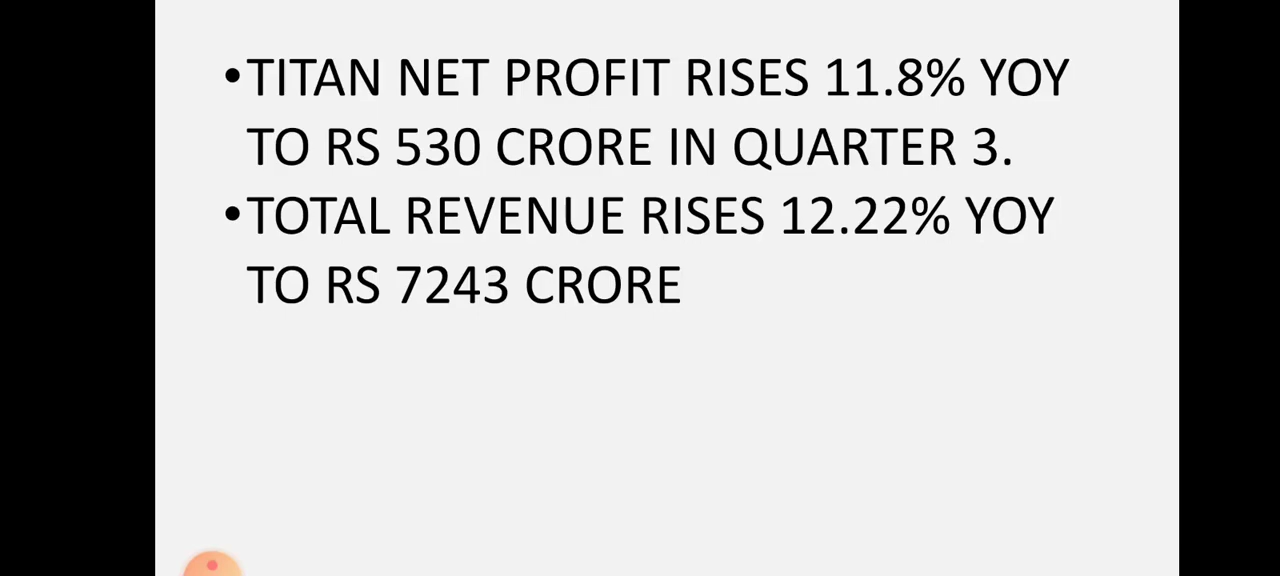 •TITAN NET PROFIT RISES 11.8% YOY
TO RS 530 CRORE IN QUARTER 3.
•TOTAL REVENUE RISES 12.22% YOY
TO RS 7243 CRORE